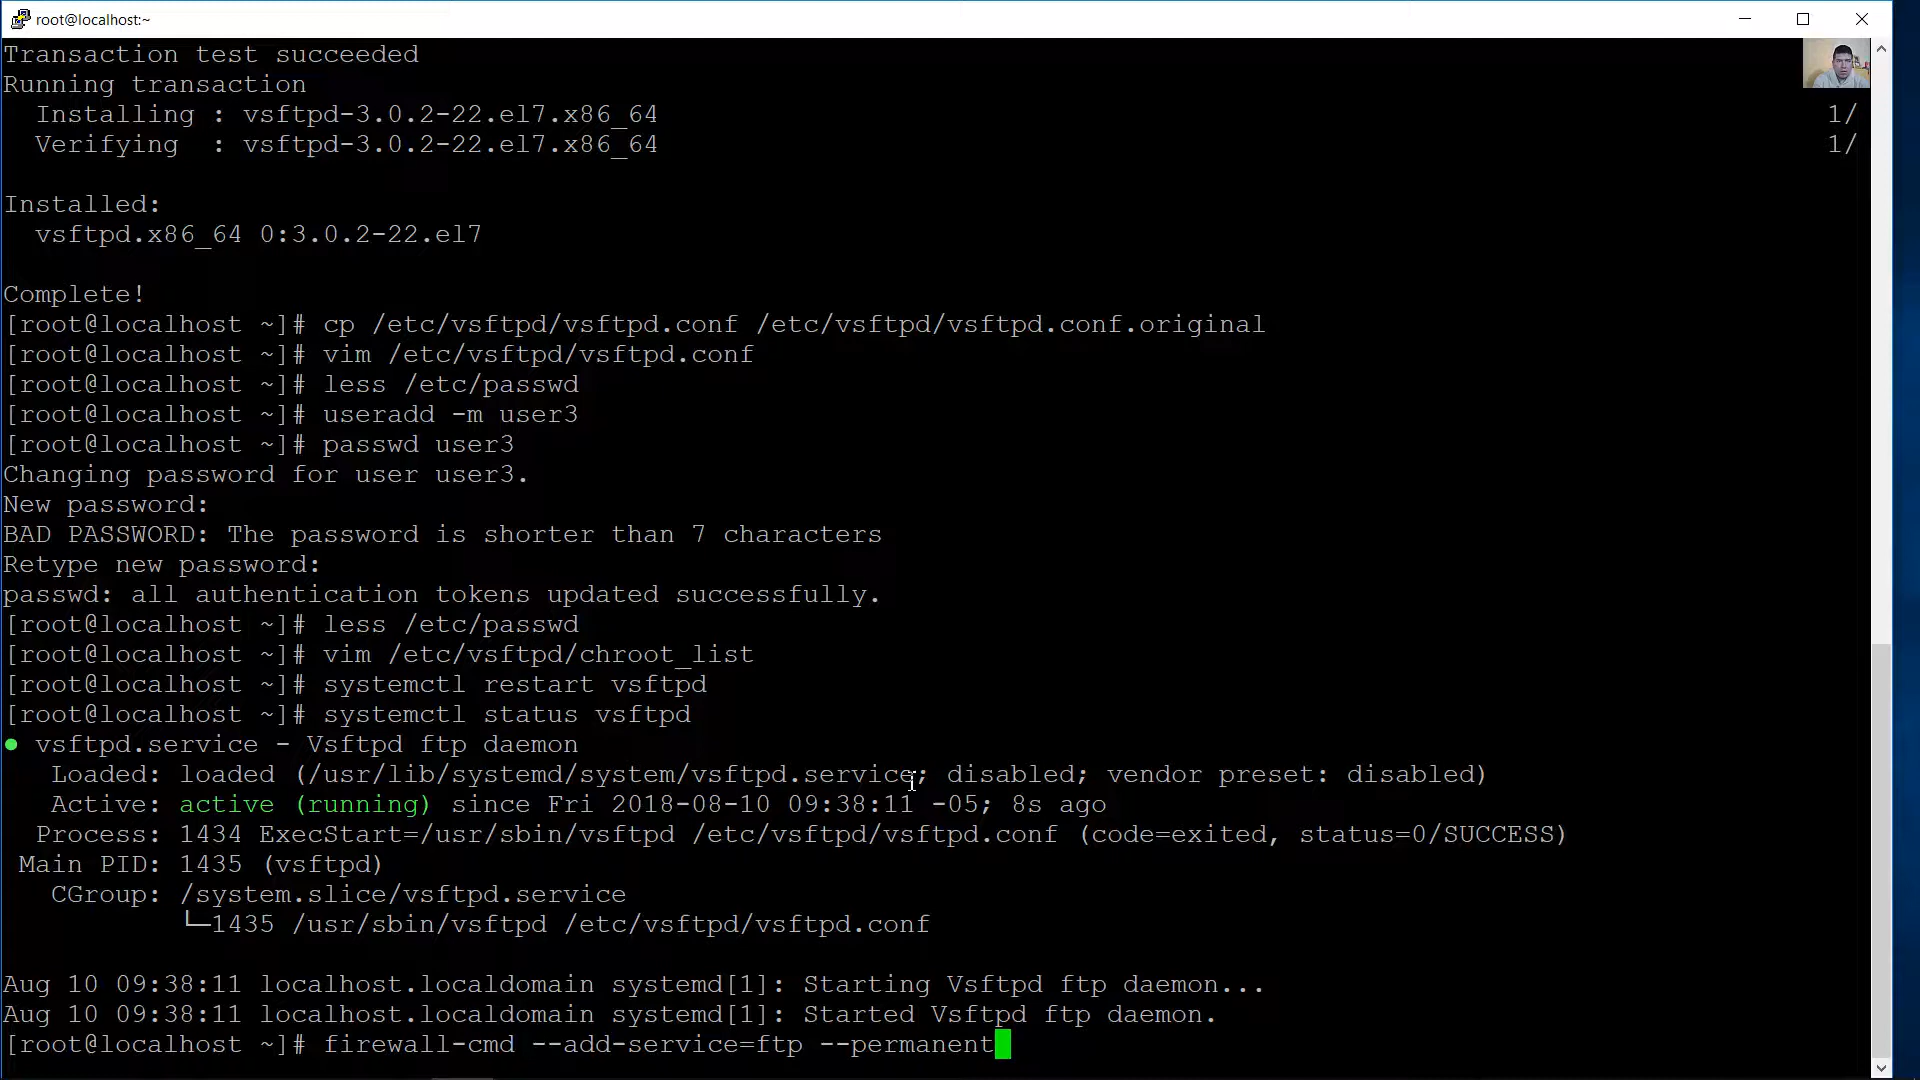 root@localhost:~
Transaction test succeeded
Running transaction
  Installing : vsftpd-3.0.2-22.el7.x86_64 1/
  Verifying  : vsftpd-3.0.2-22.el7.x86_64 1/
Installed:
  vsftpd.x86_64 0:3.0.2-22.el7
Complete!
[root@localhost ~]# cp /etc/vsftpd/vsftpd.conf /etc/vsftpd/vsftpd.conf.original
[root@localhost ~]# vim /etc/vsftpd/vsftpd.conf
[root@localhost ~]# less /etc/passwd
[root@localhost ~]# useradd -m user3
[root@localhost ~]# passwd user3
Changing password for user user3.
New password:
BAD PASSWORD: The password is shorter than 7 characters
Retype new password:
passwd: all authentication tokens updated successfully.
[root@localhost ~]# less /etc/passwd
[root@localhost ~]# vim /etc/vsftpd/chroot_list
[root@localhost ~]# systemctl restart vsftpd
[root@localhost ~]# systemctl status vsftpd
● vsftpd.service - Vsftpd ftp daemon
   Loaded: loaded (/usr/lib/systemd/system/vsftpd.service; disabled; vendor preset: disabled)
   Active: active (running) since Fri 2018-08-10 09:38:11 -05; 8s ago
  Process: 1434 ExecStart=/usr/sbin/vsftpd /etc/vsftpd/vsftpd.conf (code=exited, status=0/SUCCESS)
 Main PID: 1435 (vsftpd)
   CGroup: /system.slice/vsftpd.service
           └─1435 /usr/sbin/vsftpd /etc/vsftpd/vsftpd.conf
Aug 10 09:38:11 localhost.localdomain systemd[1]: Starting Vsftpd ftp daemon...
Aug 10 09:38:11 localhost.localdomain systemd[1]: Started Vsftpd ftp daemon.
[root@localhost ~]# firewall-cmd --add-service=ftp --permanent